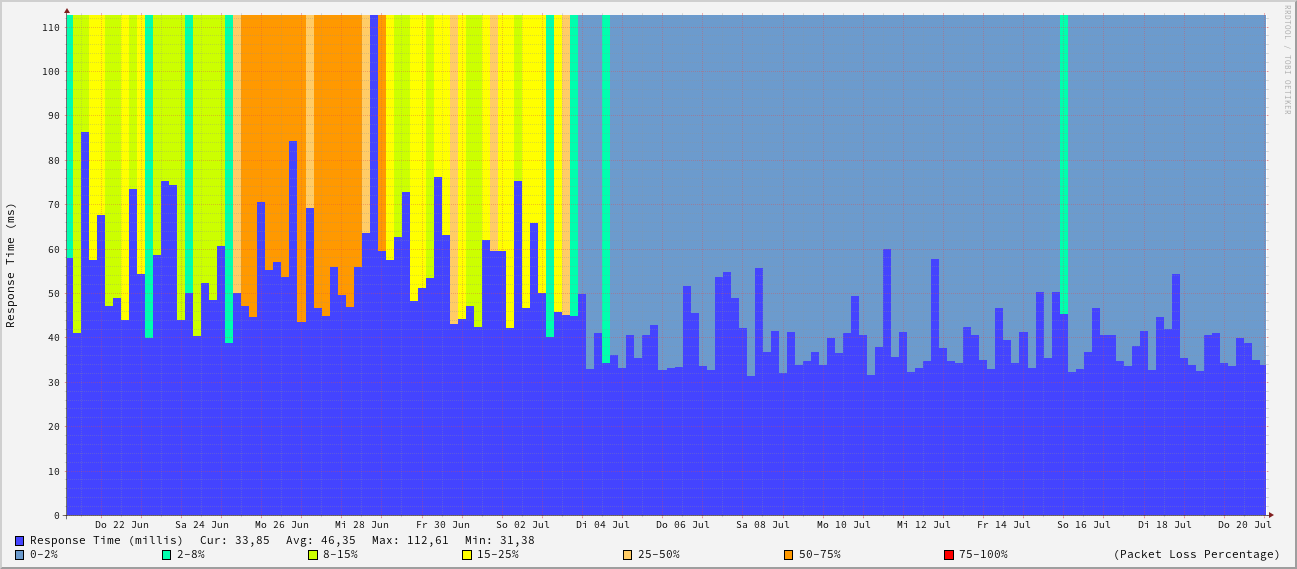 RRDTOOL / TOBI OETIKER
Response Time (ms)
110
100
90
80
70
60
50
40
30
20
10
0
Do 22 Jun Sa 24 Jun Mo 26 Jun Mi 28 Jun Fr 30 Jun So 02 Jul Di 04 Jul Do 06 Jul Sa 08 Jul Mo 10 Jul Mi 12 Jul Fr 14 Jul So 16 Jul Di 18 Jul Do 20 Jul
Response Time (millis) Cur: 33,85 Avg: 46,35 Max: 112,61 Min: 31,38
0-2% 2-8% 8-15% 15-25% 25-50% 50-75% 75-100% (Packet Loss Percentage)